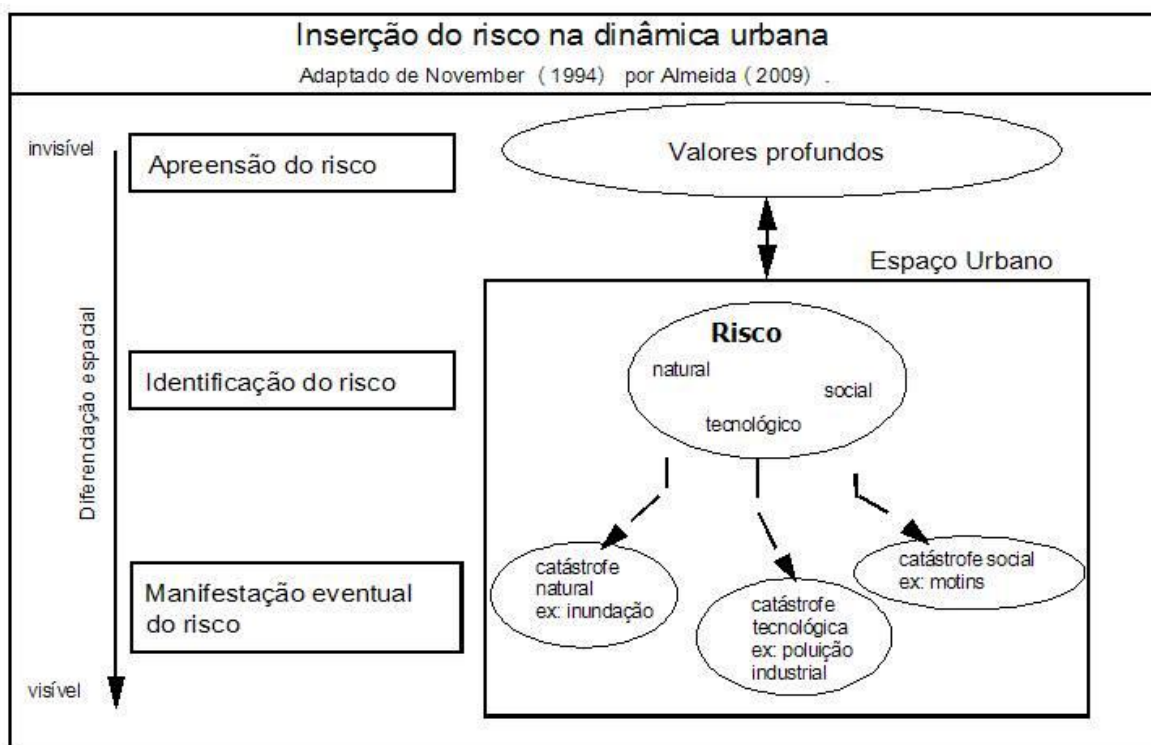 Inserção do risco na dinâmica urbana
Adaptado de November ( 1994 ) por Almeida ( 2009 ) .
invisível
Apreensão do risco
Valores profundos
Espaço Urbano
Diferenciação espacial
Identificação do risco
Risco
natural
social
tecnológico
Manifestação eventual
do risco
catástrofe
natural
ex: inundação
catástrofe
tecnológica
ex: poluição
industrial
catástrofe social
ex: motins
visível